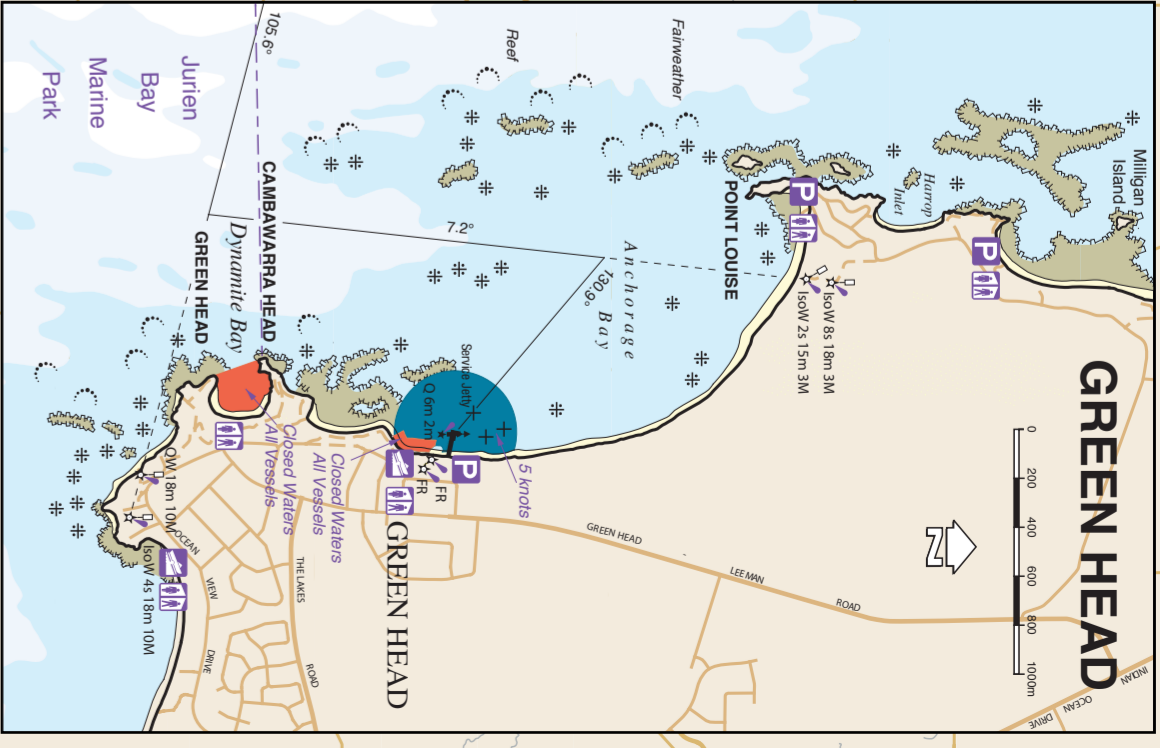 GREEN HEAD
0 200 400 600 800 1000m
N
Milligan
Island
Harrop
Inlet
P
P
IsoW 8s 18m 3M
IsoW 2s 15m 3M
POINT LOUISE
Fairweather
Reef
Anchorage
Bay
105.6°
7.2°
130.9°
CAMBAWARRA HEAD
Dynamite Bay
GREEN HEAD
Jurien
Bay
Marine
Park
Service Jetty
Q 6m 2m
5 knots
P
FR
FR
Closed Waters
All Vessels
Closed Waters
All Vessels
GREEN HEAD
QW 18m 10M
IsoW 4s 18m 10M
OCEAN
VIEW
DRIVE
THE LAKES
ROAD
GREEN HEAD
LEEMAN
ROAD
INDIAN
OCEAN
DRIVE